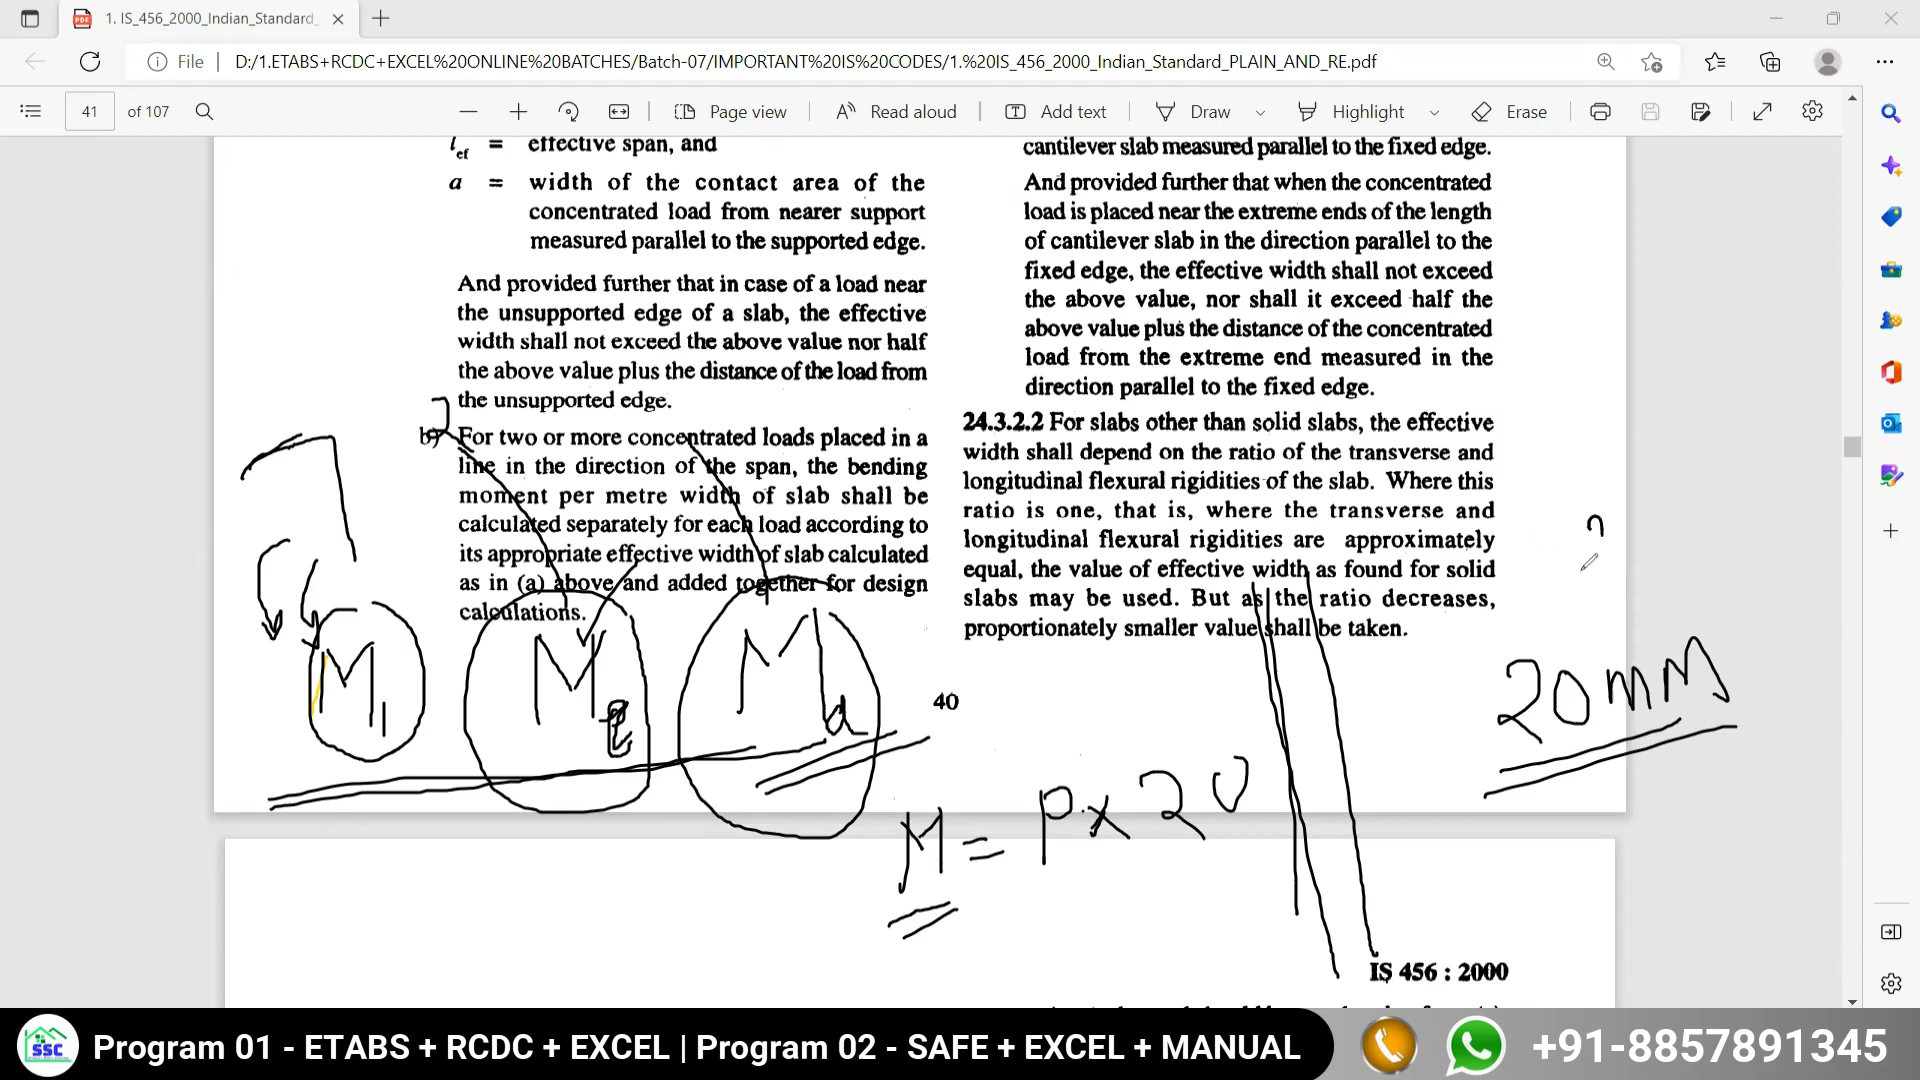 1. IS_456_2000_Indian_Standard_
File
D:/1.ETABS+RCDC+EXCEL%20ONLINE%20BATCHES/Batch-07/IMPORTANT%20IS%20CODES/1.%20IS_456_2000_Indian_Standard_PLAIN_AND_RE.pdf
41 of 107
Page view
Read aloud
Add text
Draw
Highlight
Erase
l_ef = effective span, and
a = width of the contact area of the
concentrated load from nearer support
measured parallel to the supported edge.
And provided further that in case of a load near
the unsupported edge of a slab, the effective
width shall not exceed the above value nor half
the above value plus the distance of the load from
the unsupported edge.
b) For two or more concentrated loads placed in a
line in the direction of the span, the bending
moment per metre width of slab shall be
calculated separately for each load according to
its appropriate effective width of slab calculated
as in (a) above and added together for design
calculations.
cantilever slab measured parallel to the fixed edge.
And provided further that when the concentrated
load is placed near the extreme ends of the length
of cantilever slab in the direction parallel to the
fixed edge, the effective width shall not exceed
the above value, nor shall it exceed half the
above value plus the distance of the concentrated
load from the extreme end measured in the
direction parallel to the fixed edge.
24.3.2.2 For slabs other than solid slabs, the effective
width shall depend on the ratio of the transverse and
longitudinal flexural rigidities of the slab. Where this
ratio is one, that is, where the transverse and
longitudinal flexural rigidities are approximately
equal, the value of effective width as found for solid
slabs may be used. But as the ratio decreases,
proportionately smaller value shall be taken.
40
M1
M
Ma
20mm
M = P x 20
IS 456 : 2000
SSC
Program 01 - ETABS + RCDC + EXCEL | Program 02 - SAFE + EXCEL + MANUAL
+91-8857891345